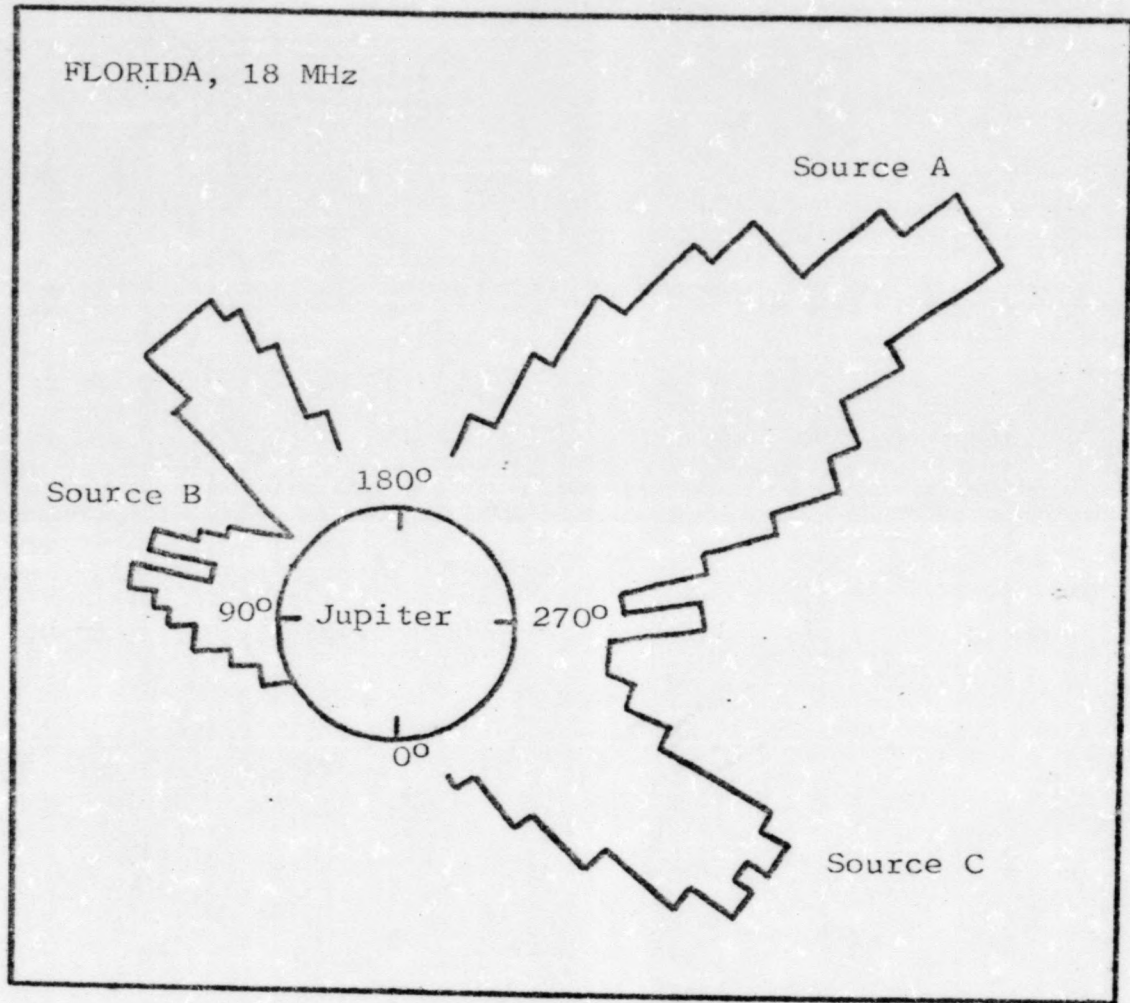 FLORIDA, 18 MHz
Source A
180°
Source B
90° Jupiter 270°
0°
Source C